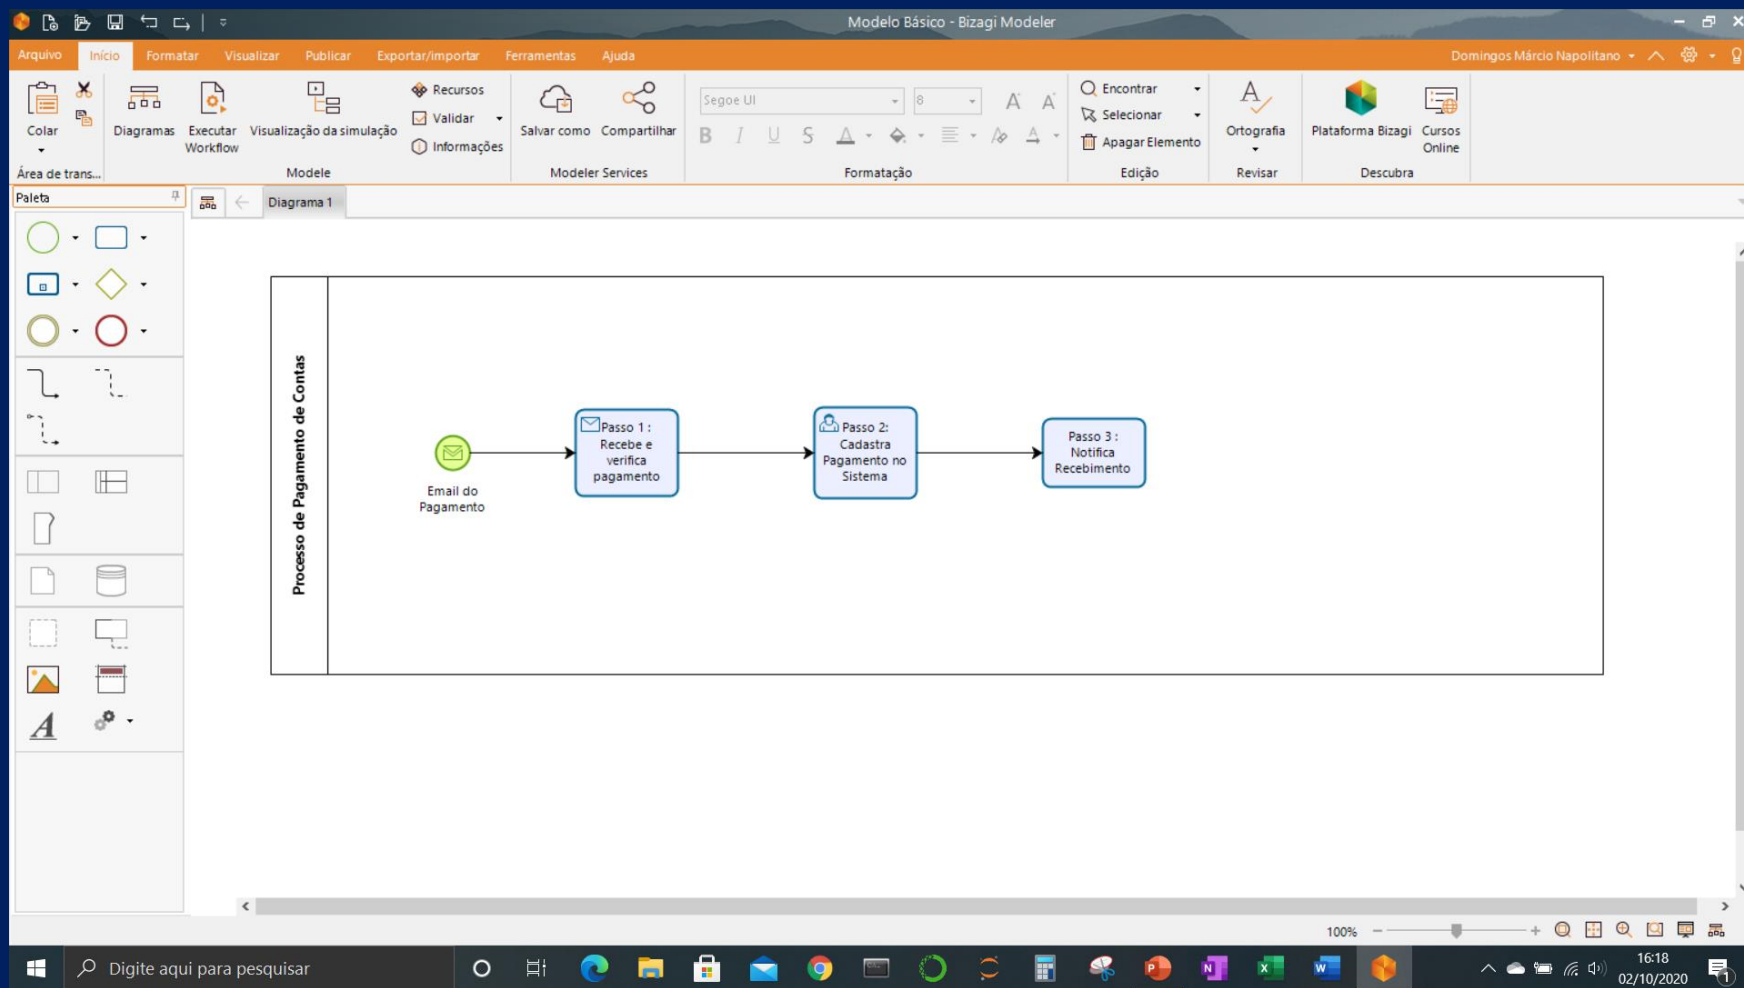 Modelo Básico - Bizagi Modeler
Arquivo Início Formatar Visualizar Publicar Exportar/importar Ferramentas Ajuda Domingos Márcio Napolitano
Colar
Área de trans...
Diagramas
Executar
Workflow
Visualização da simulação
Recursos
Validar
Informações
Modele
Salvar como
Compartilhar
Modeler Services
Segoe UI 8
B I U S
Formatação
Encontrar
Selecionar
Apagar Elemento
Edição
Ortografia
Revisar
Plataforma Bizagi
Cursos
Online
Descubra
Paleta
Diagrama 1
Processo de Pagamento de Contas
Email do
Pagamento
Passo 1 :
Recebe e
verifica
pagamento
Passo 2:
Cadastra
Pagamento no
Sistema
Passo 3 :
Notifica
Recebimento
100%
Digite aqui para pesquisar
16:18
02/10/2020
1